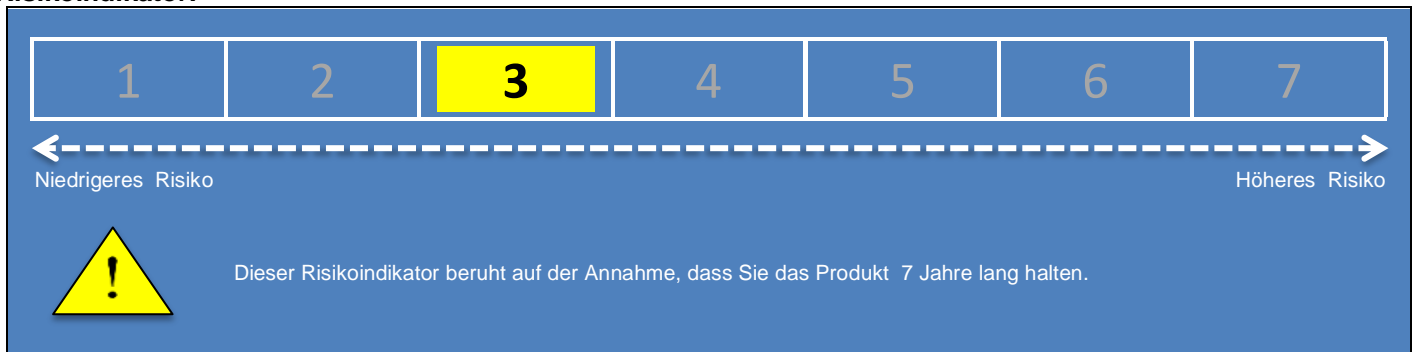 Risikoindikator:
1 2 3 4 5 6 7
Niedrigeres Risiko Höheres Risiko
! Dieser Risikoindikator beruht auf der Annahme, dass Sie das Produkt 7 Jahre lang halten.